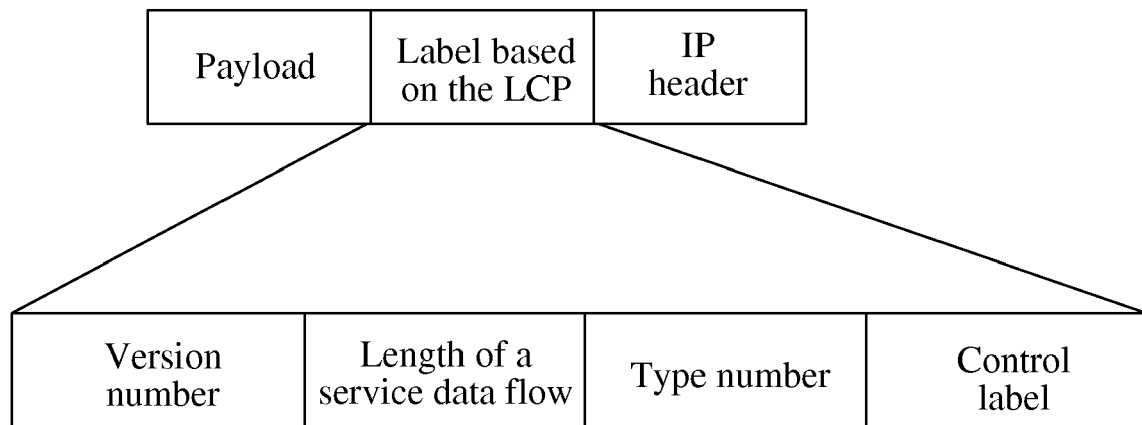 Payload
Label based
on the LCP
IP
header
Version
number
Length of a
service data flow
Type number
Control
label